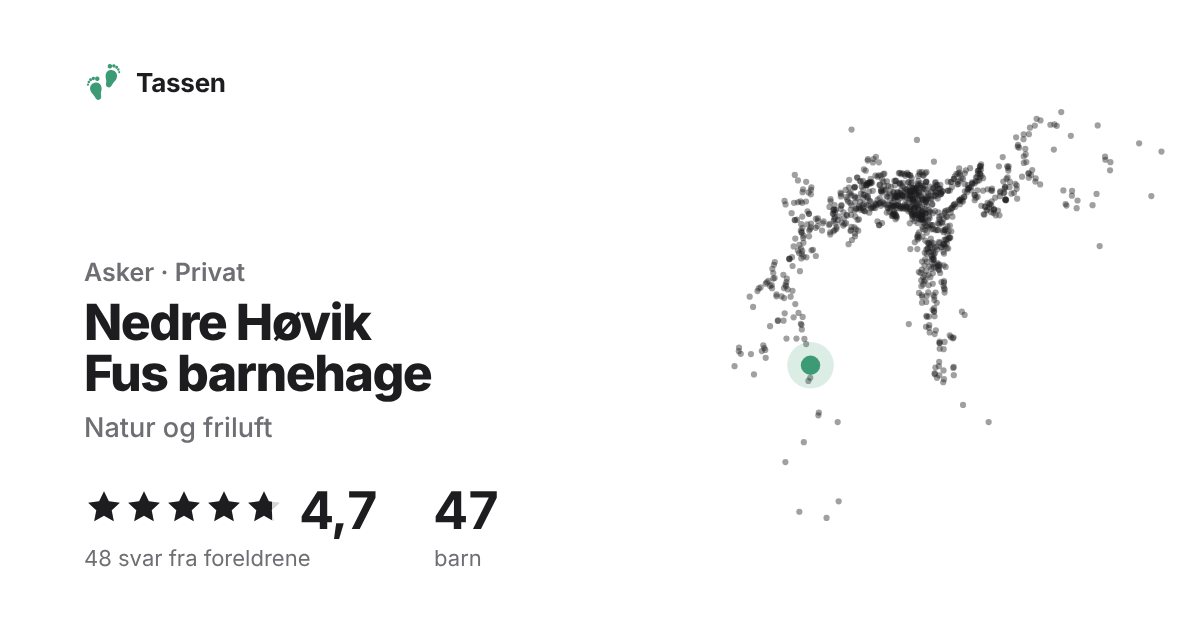 Tassen
Asker · Privat
Nedre Høvik
Fus barnehage
Natur og friluft
4,7
48 svar fra foreldrene
47
barn